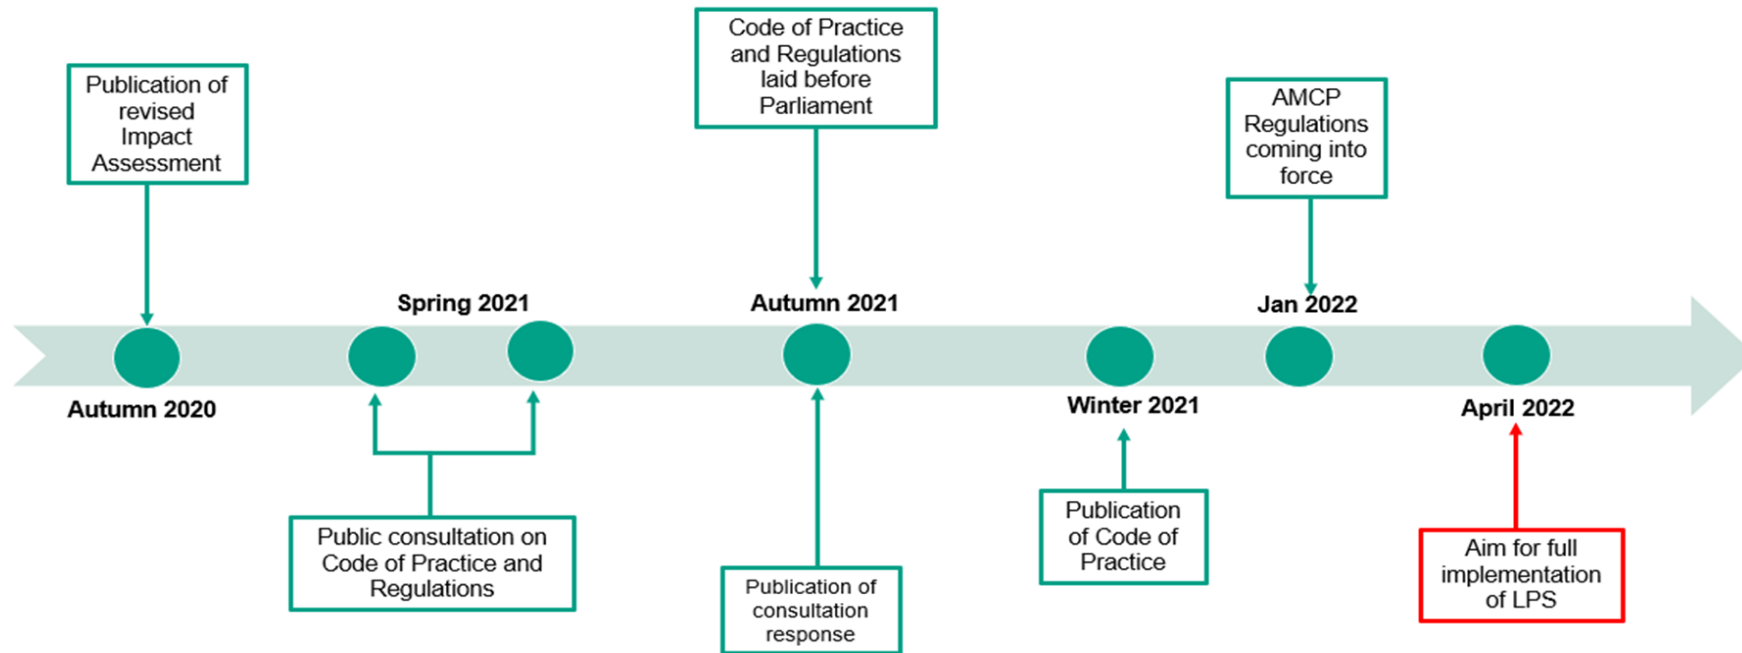 Publication of
revised
Impact
Assessment
Code of Practice
and Regulations
laid before
Parliament
AMCP
Regulations
coming into
force
Spring 2021
Autumn 2021
Jan 2022
Autumn 2020
Winter 2021
April 2022
Public consultation on
Code of Practice and
Regulations
Publication of
consultation
response
Publication
of Code of
Practice
Aim for full
implementation
of LPS